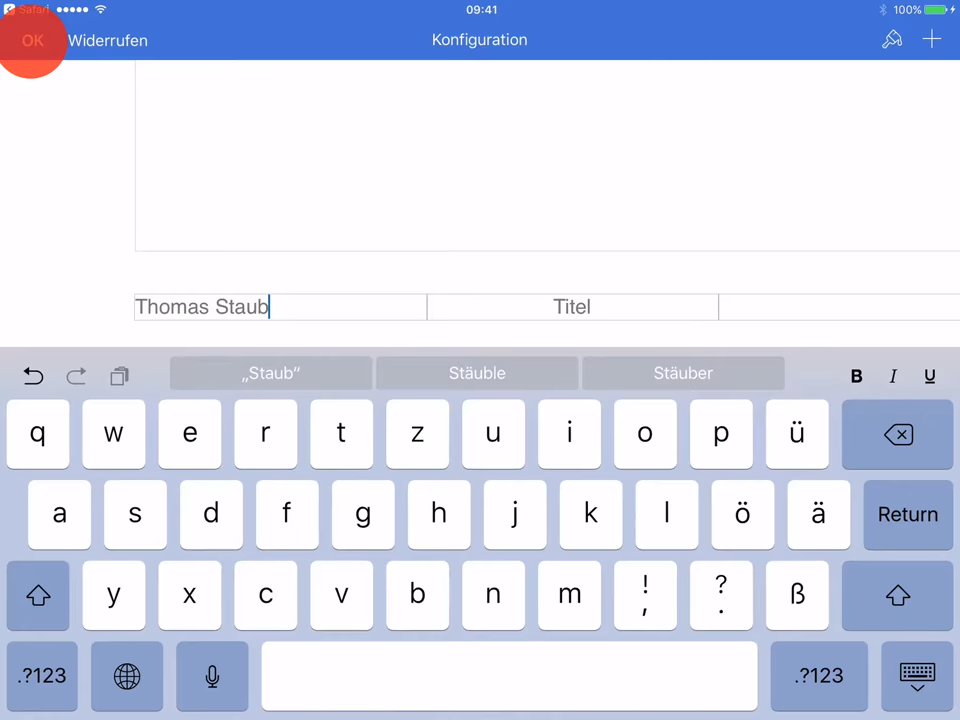 Safari 09:41 100%
OK Widerrufen Konfiguration
Thomas Staub Titel
„Staub“ Stäuble Stäuber B I U
q w e r t z u i o p ü
a s d f g h j k l ö ä Return
y x c v b n m ! , ? . ß
.?123 .?123